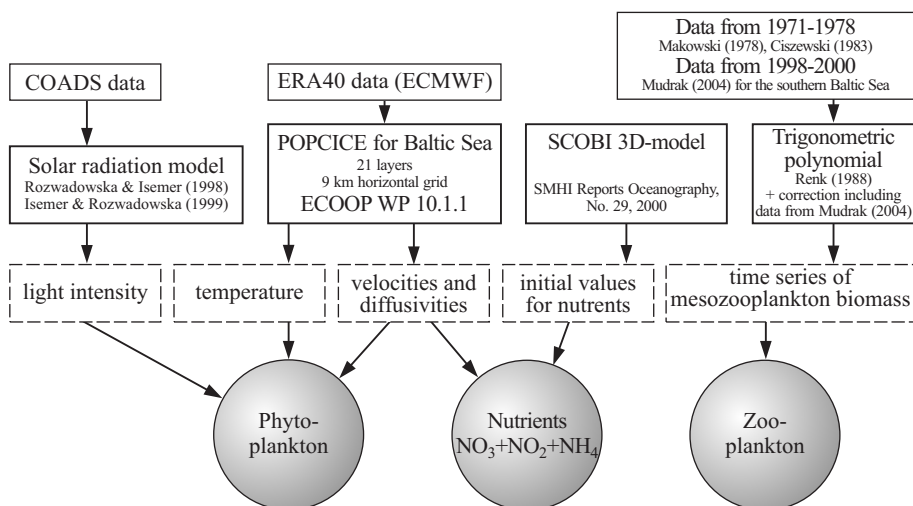 Data from 1971-1978
Makowski (1978), Ciszewski (1983)
Data from 1998-2000
Mudrak (2004) for the southern Baltic Sea
COADS data
ERA40 data (ECMWF)
Solar radiation model
Rozwadowska & Isemer (1998)
Isemer & Rozwadowska (1999)
POPCICE for Baltic Sea
21 layers
9 km horizontal grid
ECOOP WP 10.1.1
SCOBI 3D-model
SMHI Reports Oceanography,
No. 29, 2000
Trigonometric
polynomial
Renk (1988)
+ correction including
data from Mudrak (2004)
light intensity
temperature
velocities and
diffusivities
initial values
for nutrents
time series of
mesozooplankton biomass
Phyto-
plankton
Nutrients
NO₃+NO₂+NH₄
Zoo-
plankton